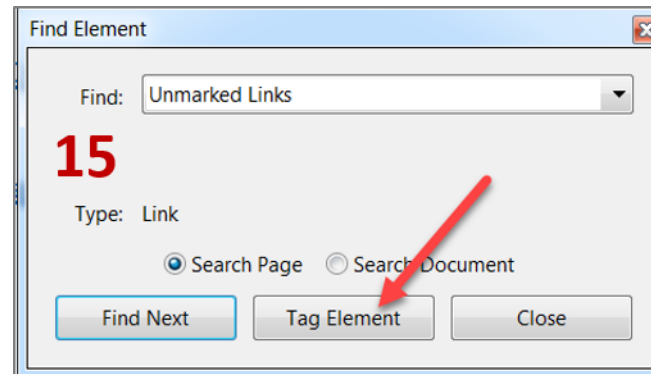 Find Element
Find: Unmarked Links
15
Type: Link
Search Page Search Document
Find Next Tag Element Close